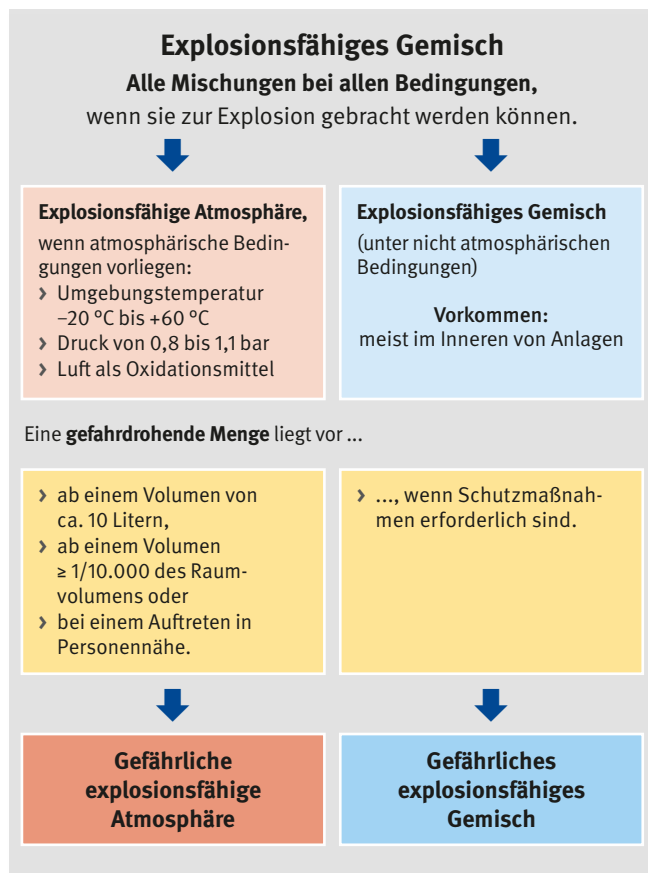 Explosionsfähiges Gemisch
Alle Mischungen bei allen Bedingungen,
wenn sie zur Explosion gebracht werden können.
Explosionsfähige Atmosphäre,
wenn atmosphärische Bedin-
gungen vorliegen:
› Umgebungstemperatur
–20 °C bis +60 °C
› Druck von 0,8 bis 1,1 bar
› Luft als Oxidationsmittel
Explosionsfähiges Gemisch
(unter nicht atmosphärischen
Bedingungen)
Vorkommen:
meist im Inneren von Anlagen
Eine gefahrdrohende Menge liegt vor ...
› ab einem Volumen von
ca. 10 Litern,
› ab einem Volumen
≥ 1/10.000 des Raum-
volumens oder
› bei einem Auftreten in
Personennähe.
› ..., wenn Schutzmaßnah-
men erforderlich sind.
Gefährliche
explosionsfähige
Atmosphäre
Gefährliches
explosionsfähiges
Gemisch